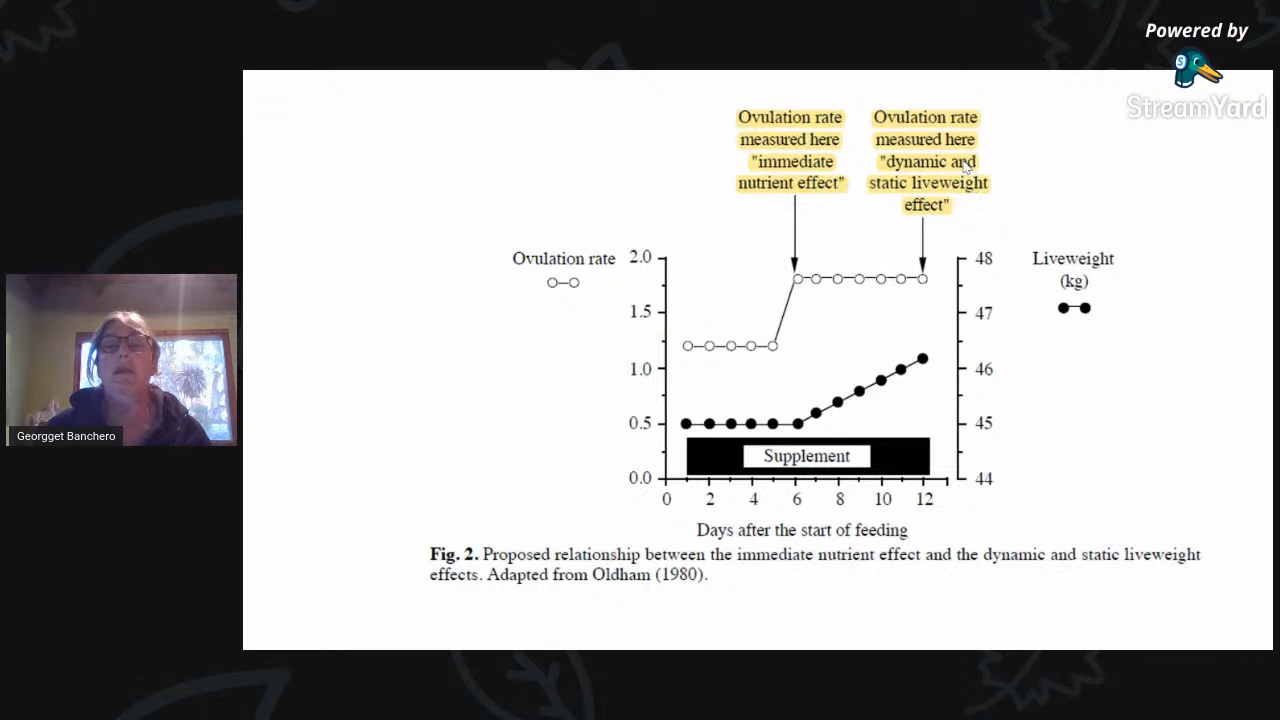 Powered by
S
StreamYard
Ovulation rate
measured here
"immediate
nutrient effect"
Ovulation rate
measured here
"dynamic and
static liveweight
effect"
Ovulation rate
2.0
1.5
1.0
0.5
0.0
48
47
46
45
44
Liveweight
(kg)
Supplement
0 2 4 6 8 10 12
Days after the start of feeding
Fig. 2. Proposed relationship between the immediate nutrient effect and the dynamic and static liveweight
effects. Adapted from Oldham (1980).
Georgget Banchero